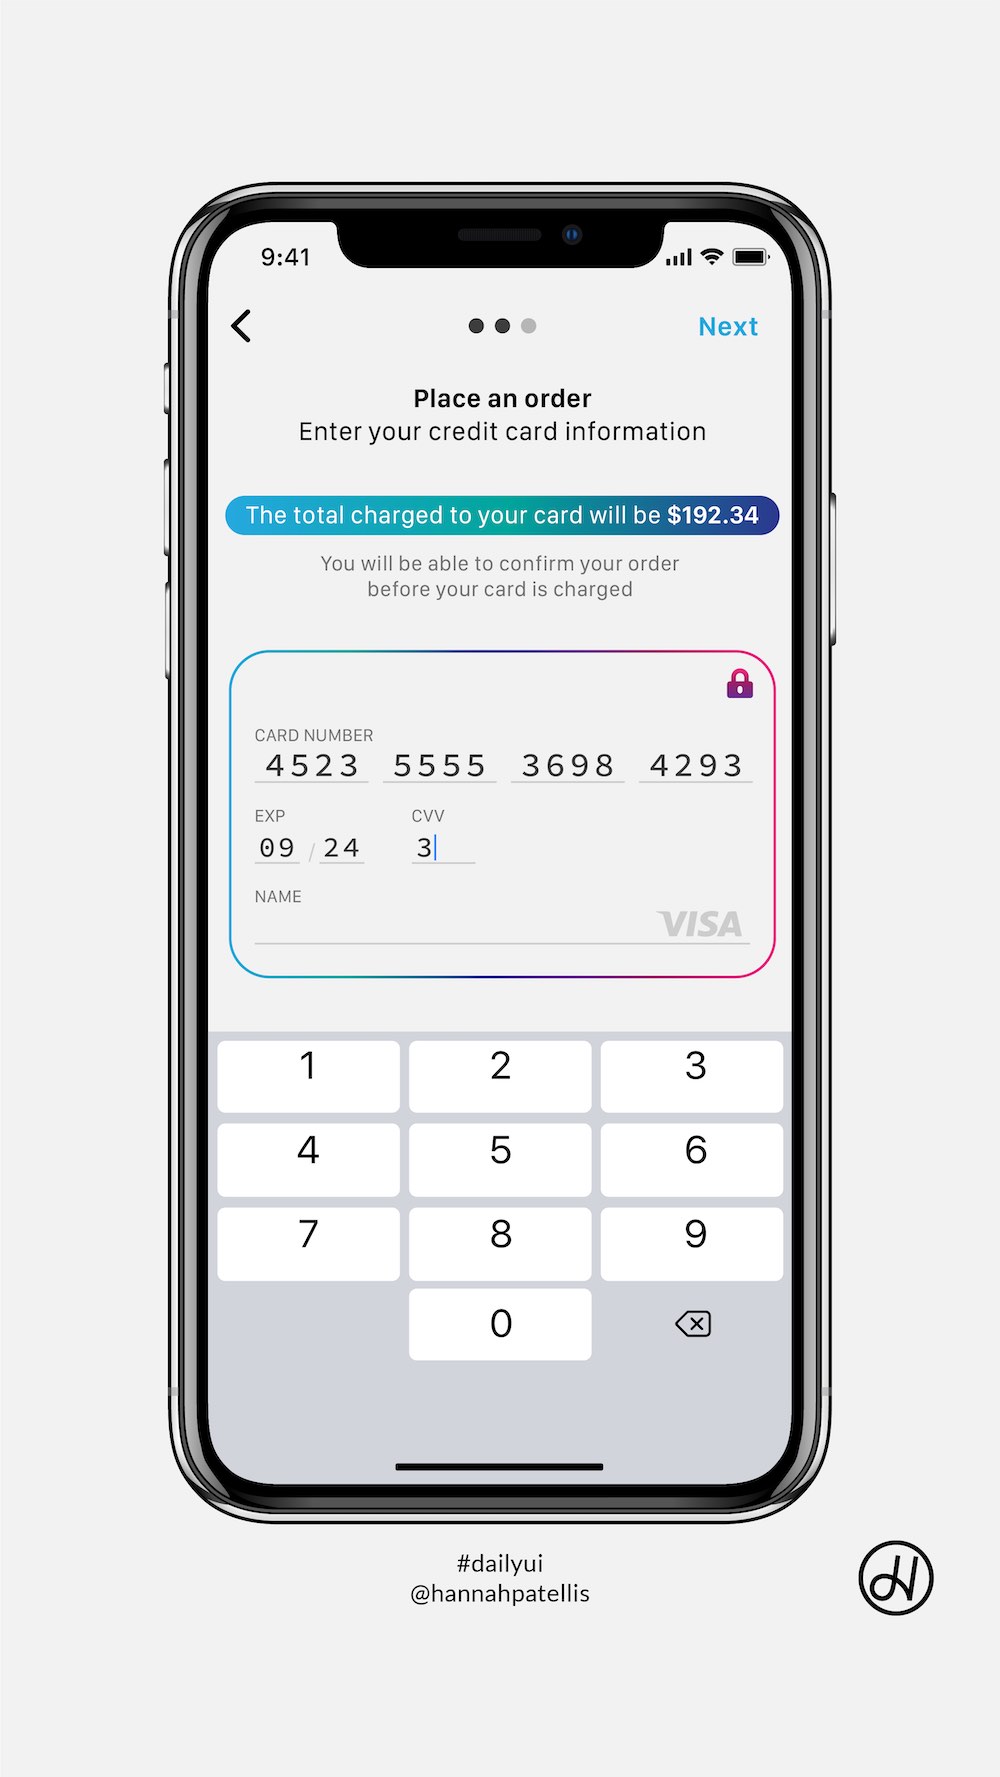 9:41
Next
Place an order
Enter your credit card information
The total charged to your card will be $192.34
You will be able to confirm your order
before your card is charged
CARD NUMBER
4523 5555 3698 4293
EXP CVV
09 / 24 3
NAME
VISA
1 2 3
4 5 6
7 8 9
0
#dailyui
@hannahpatellis
H